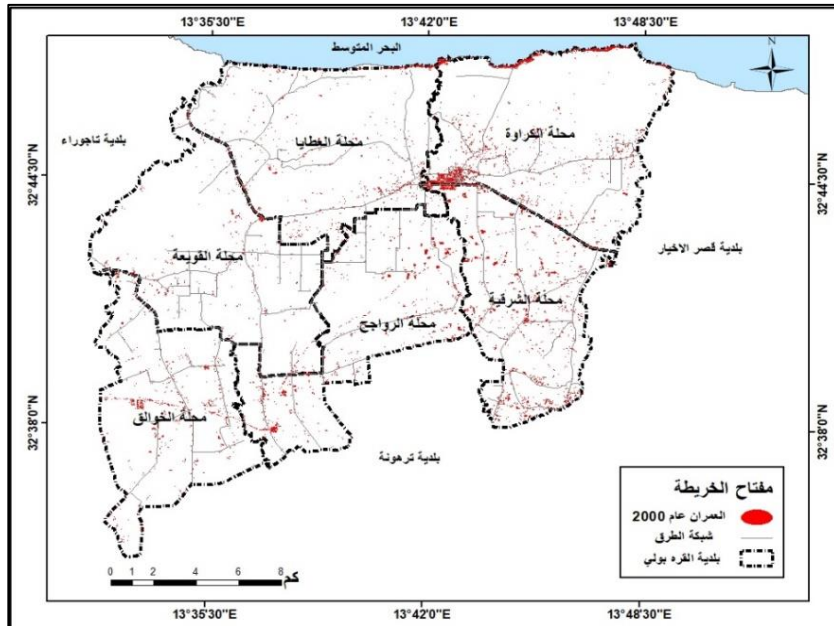 13°35'30"E 13°42'0"E 13°48'30"E
البحر المتوسط
N
محلة الكراوة
محلة العطايا
بلدية تاجوراء
32°44'30"N
32°44'30"N
بلدية قصر الاخيار
محلة القويعة
محلة الشرقية
محلة الرواجح
محلة الخوالق
32°38'0"N
32°38'0"N
بلدية ترهونة
مفتاح الخريطة
العمران عام 2000
شبكة الطرق
بلدية القره بولي
0 1 2 4 6 8
كم
13°35'30"E 13°42'0"E 13°48'30"E